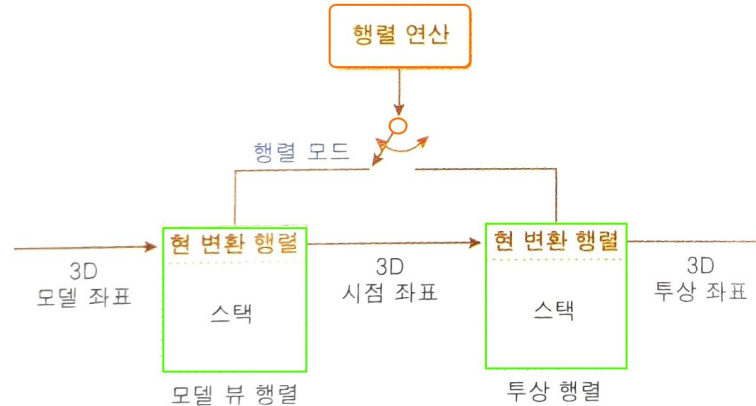 행렬 연산
행렬 모드
현 변환 행렬
현 변환 행렬
3D
모델 좌표
스택
3D
시점 좌표
스택
3D
투상 좌표
모델 뷰 행렬
투상 행렬